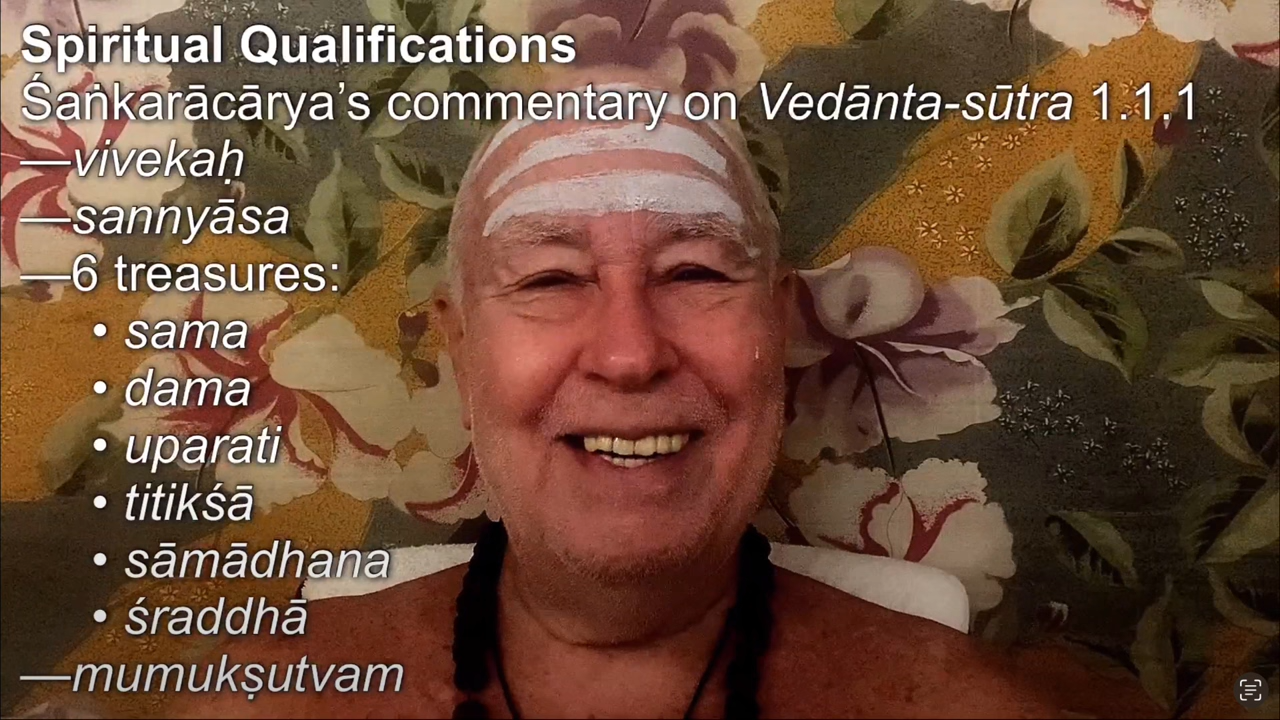 Spiritual Qualifications
Śaṅkarācārya’s commentary on Vedānta-sūtra 1.1.1
—vivekaḥ
—sannyāsa
—6 treasures:
• sama
• dama
• uparati
• titikśā
• sāmādhana
• śraddhā
—mumukṣutvam